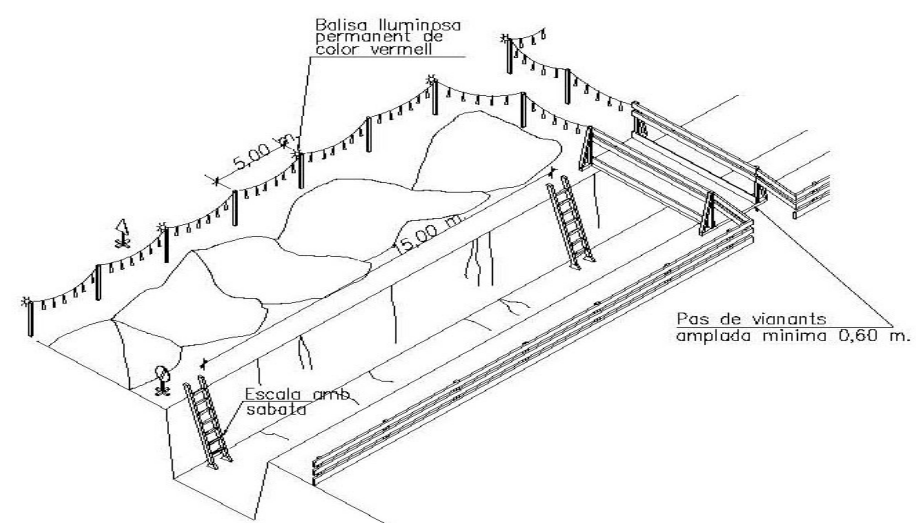 Balisa lluminosa
permanent de
color vermell
5,00 m.
15,00 m.
Pas de vianants
amplada minima 0,60 m.
Escala amb
sabata